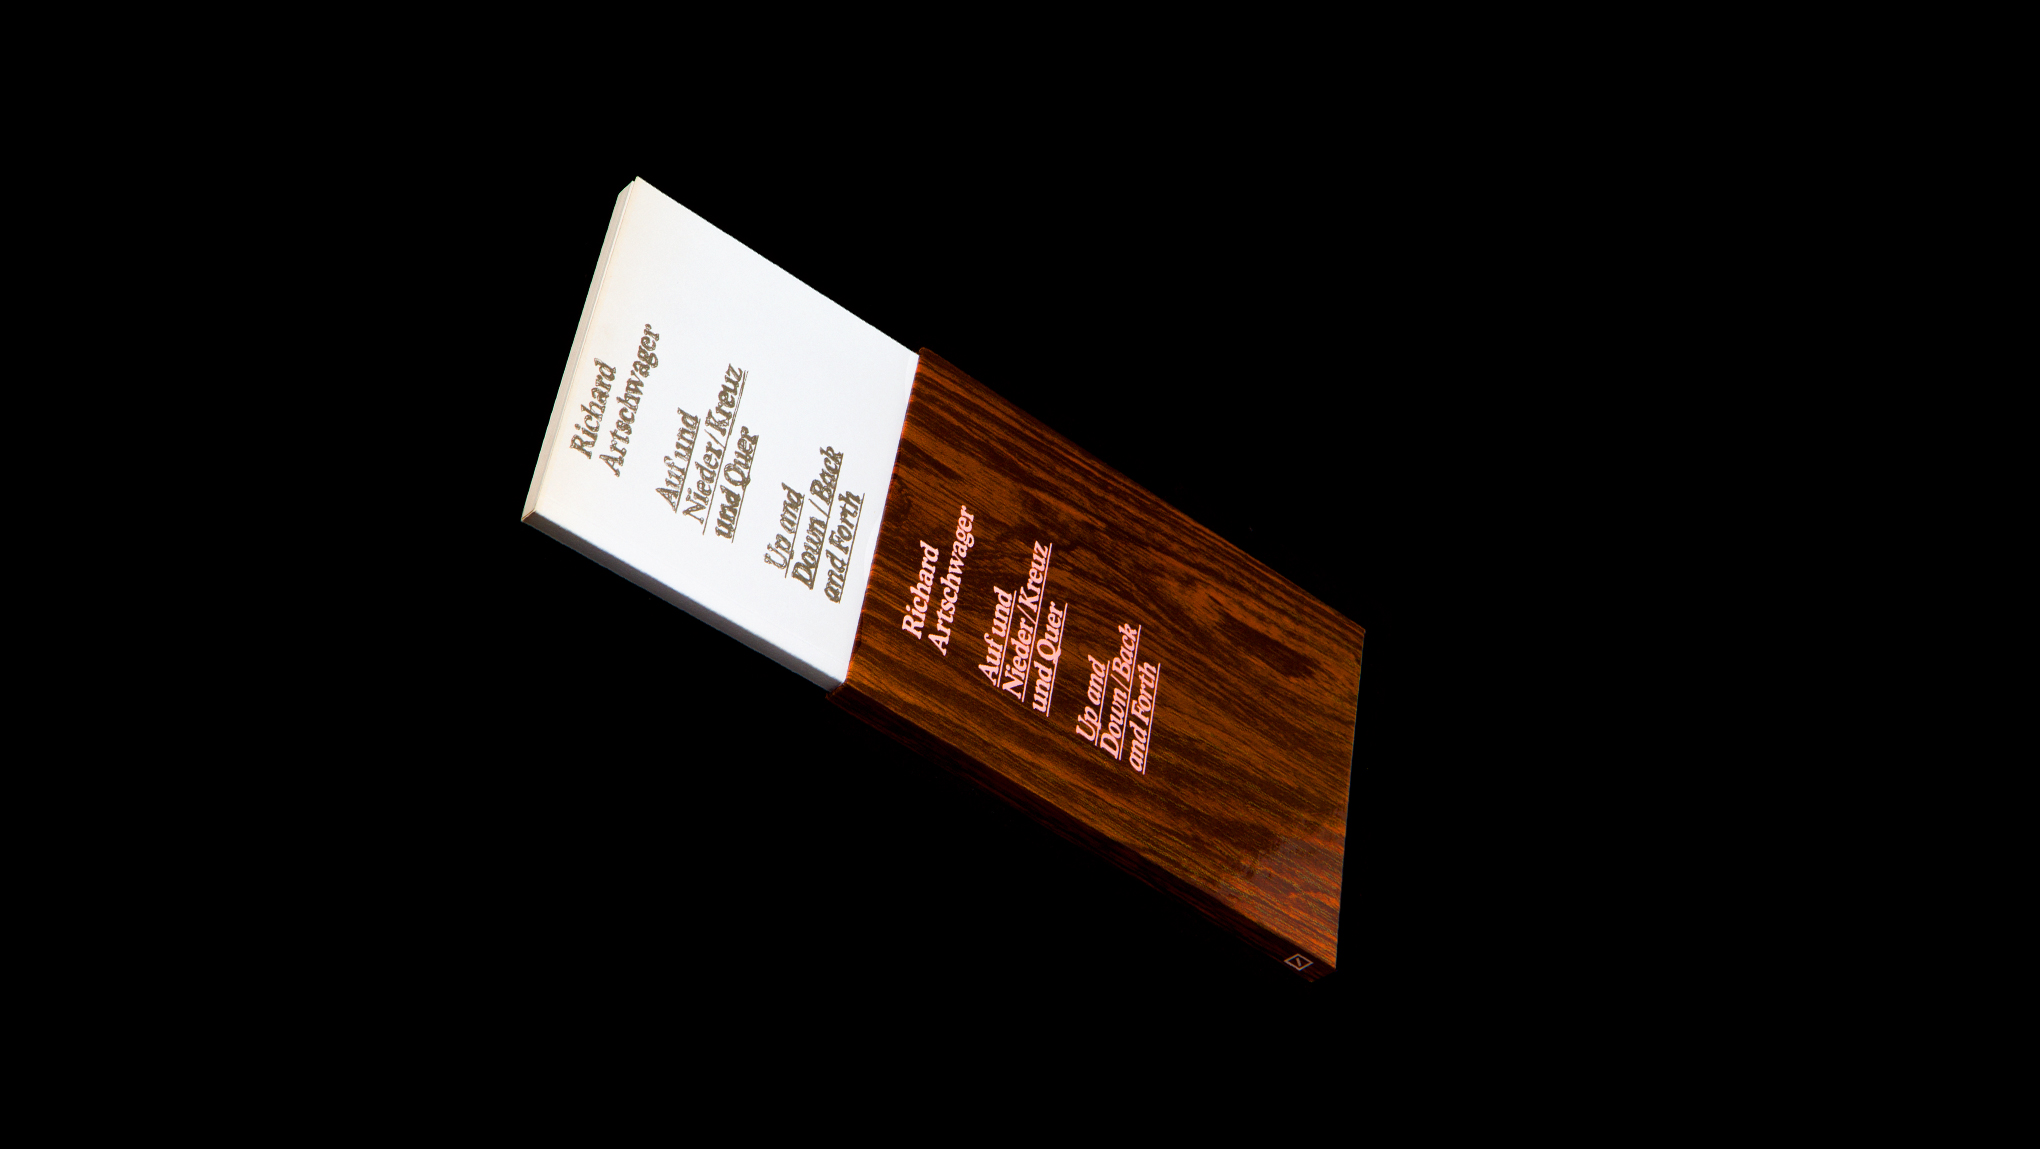 Richard
Artschwager
Auf und
Nieder/Kreuz
und Quer
Up and
Down/Back
and Forth
Richard
Artschwager
Auf und
Nieder/Kreuz
und Quer
Up and
Down/Back
and Forth